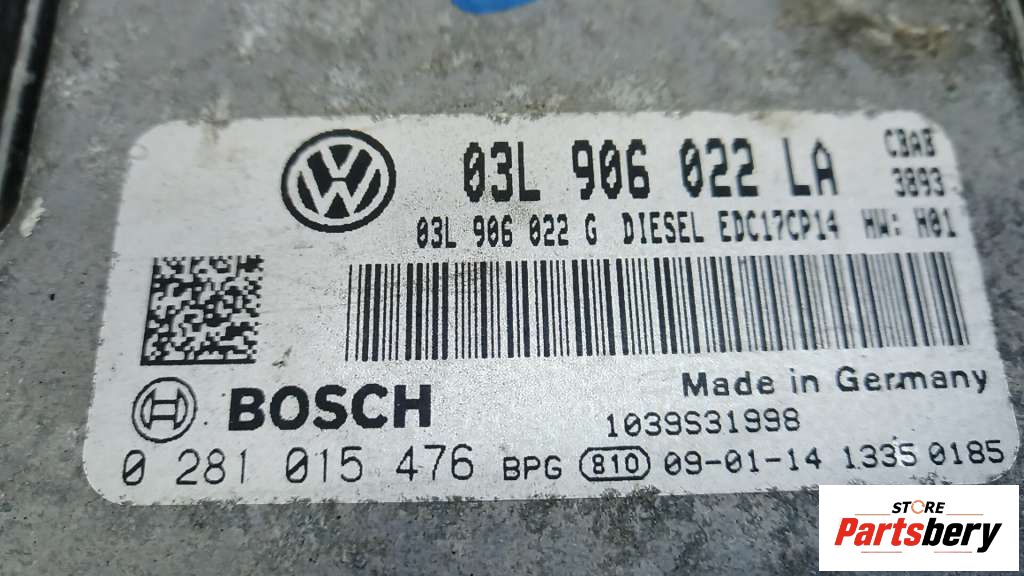 03L 906 022 LA
CBAB
3893
03L 906 022 G DIESEL EDC17CP14 HW: H01
Made in Germany
BOSCH
1039S31998
0 281 015 476 BPG 810 09-01-14 1335 0185
STORE
Partsbery